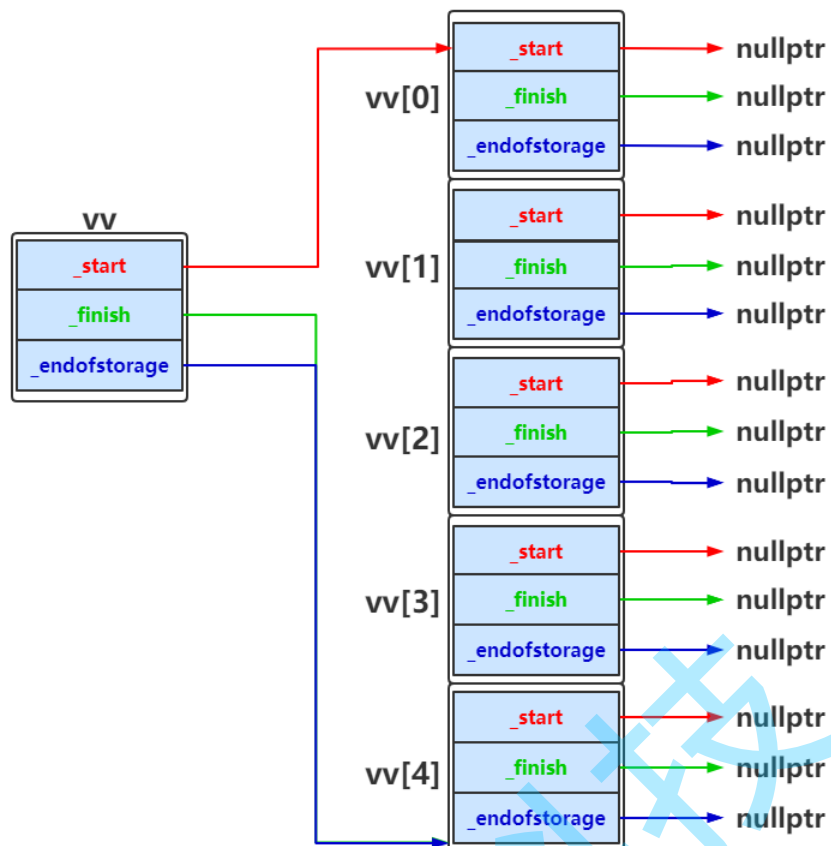 _start
nullptr
vv[0]
_finish
nullptr
_endofstorage
nullptr
vv
_start
_finish
_endofstorage
_start
nullptr
vv[1]
_finish
nullptr
_endofstorage
nullptr
_start
nullptr
vv[2]
_finish
nullptr
_endofstorage
nullptr
_start
nullptr
vv[3]
_finish
nullptr
_endofstorage
nullptr
_start
nullptr
vv[4]
_finish
nullptr
_endofstorage
nullptr
技